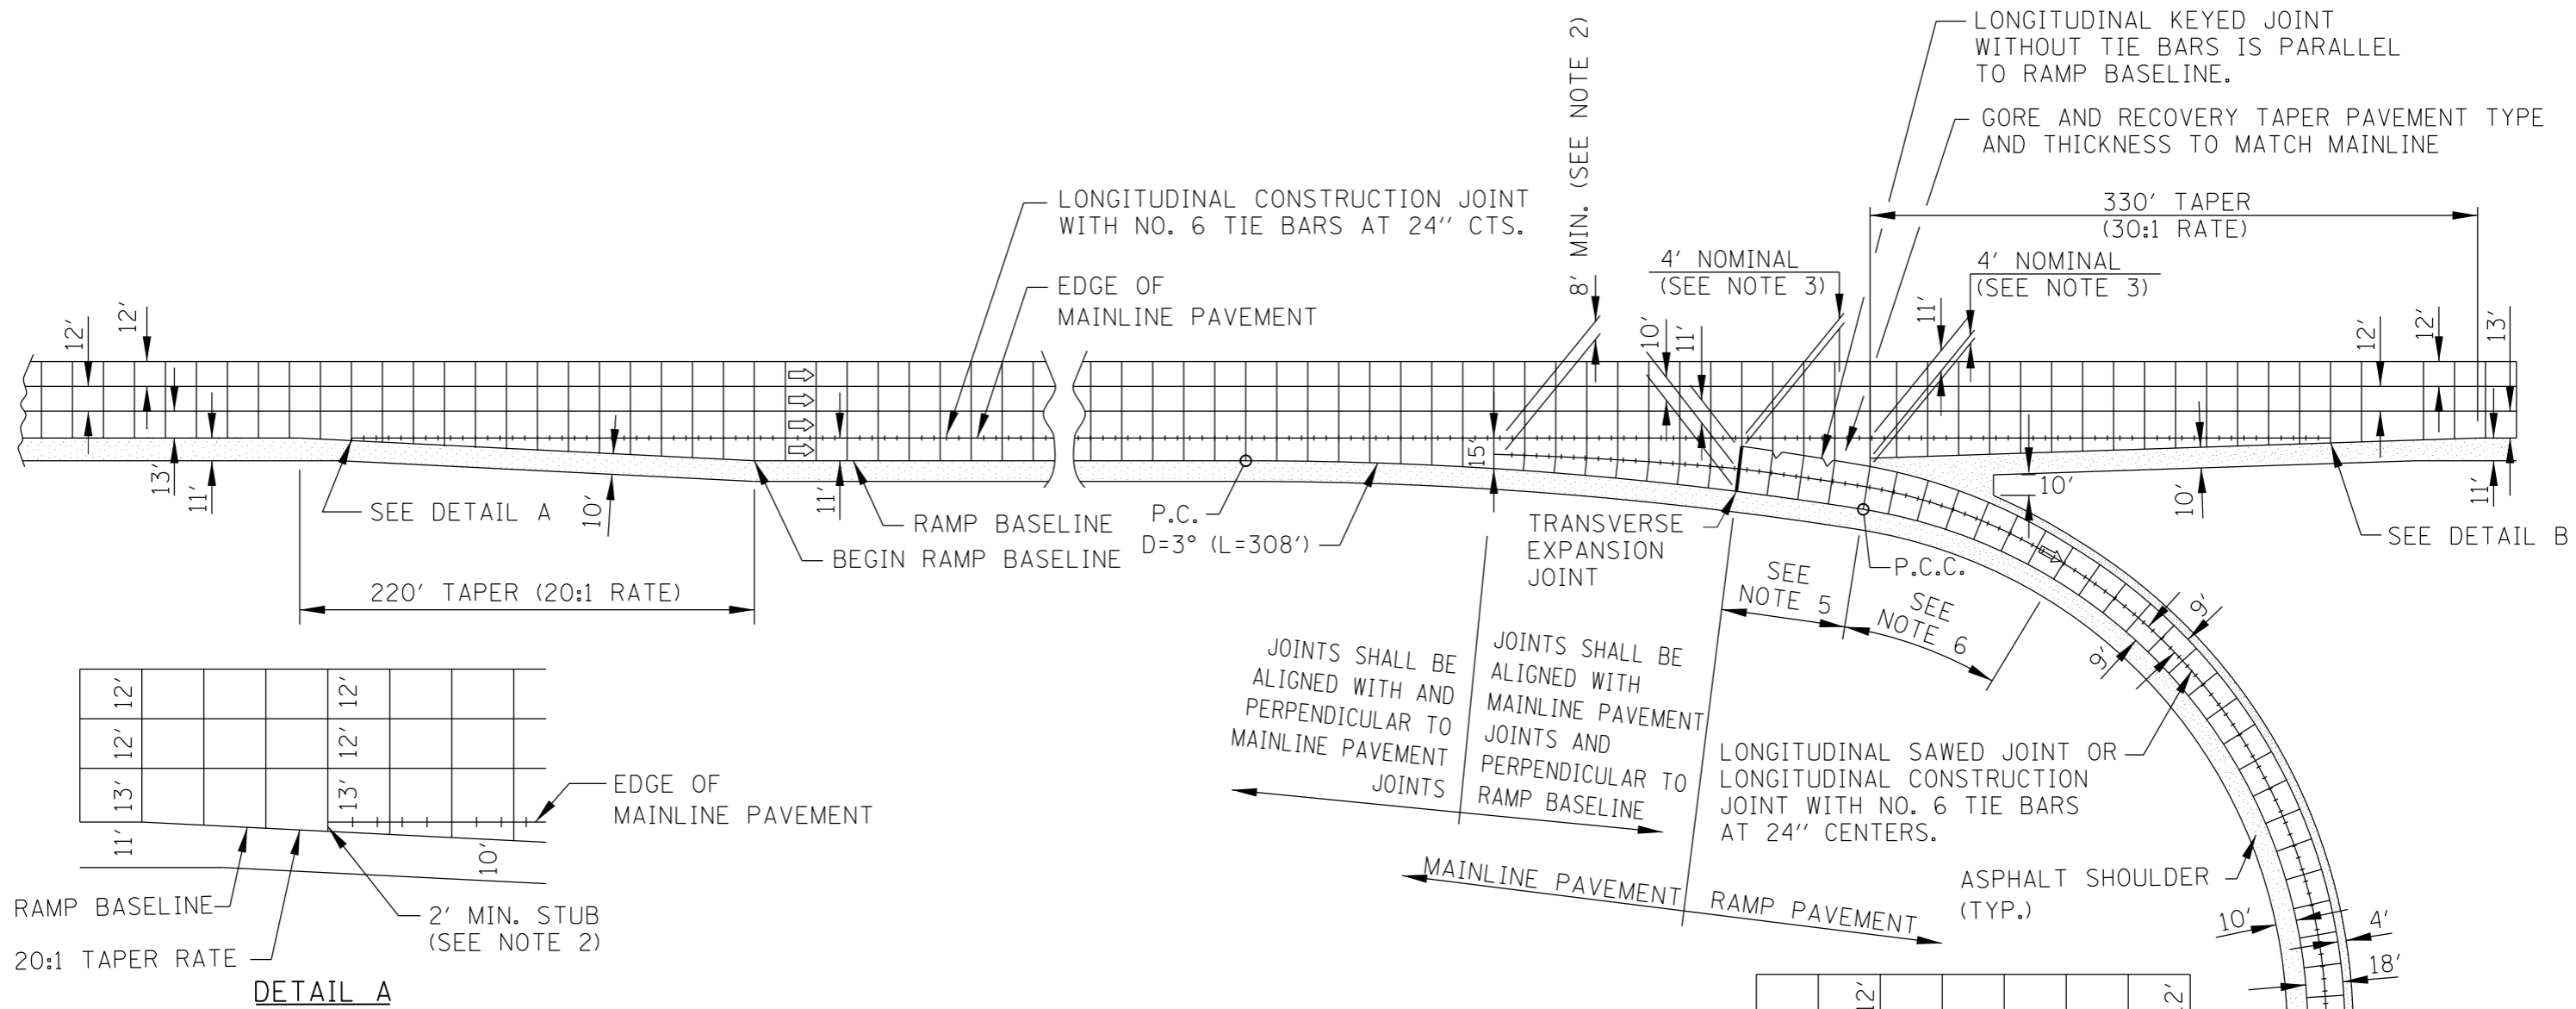 LONGITUDINAL KEYED JOINT
WITHOUT TIE BARS IS PARALLEL
TO RAMP BASELINE.
GORE AND RECOVERY TAPER PAVEMENT TYPE
AND THICKNESS TO MATCH MAINLINE
8' MIN. (SEE NOTE 2)
LONGITUDINAL CONSTRUCTION JOINT
WITH NO. 6 TIE BARS AT 24" CTS.
EDGE OF
MAINLINE PAVEMENT
4' NOMINAL
(SEE NOTE 3)
330' TAPER
(30:1 RATE)
4' NOMINAL
(SEE NOTE 3)
12'
12'
13'
11'
10'
11'
10'
11'
15'
11'
12'
12'
13'
10'
10'
11'
SEE DETAIL A
RAMP BASELINE
BEGIN RAMP BASELINE
220' TAPER (20:1 RATE)
P.C.
D=3° (L=308')
TRANSVERSE
EXPANSION
JOINT
P.C.C.
SEE DETAIL B
SEE
NOTE 5
SEE
NOTE 6
9'
9'
JOINTS SHALL BE
ALIGNED WITH AND
PERPENDICULAR TO
MAINLINE PAVEMENT
JOINTS
JOINTS SHALL BE
ALIGNED WITH
MAINLINE PAVEMENT
JOINTS AND
PERPENDICULAR TO
RAMP BASELINE
LONGITUDINAL SAWED JOINT OR
LONGITUDINAL CONSTRUCTION
JOINT WITH NO. 6 TIE BARS
AT 24" CENTERS.
MAINLINE PAVEMENT
RAMP PAVEMENT
ASPHALT SHOULDER
(TYP.)
10'
4'
18'
12'
12'
13'
11'
12'
12'
13'
10'
EDGE OF
MAINLINE PAVEMENT
RAMP BASELINE
20:1 TAPER RATE
2' MIN. STUB
(SEE NOTE 2)
DETAIL A
12'
2'